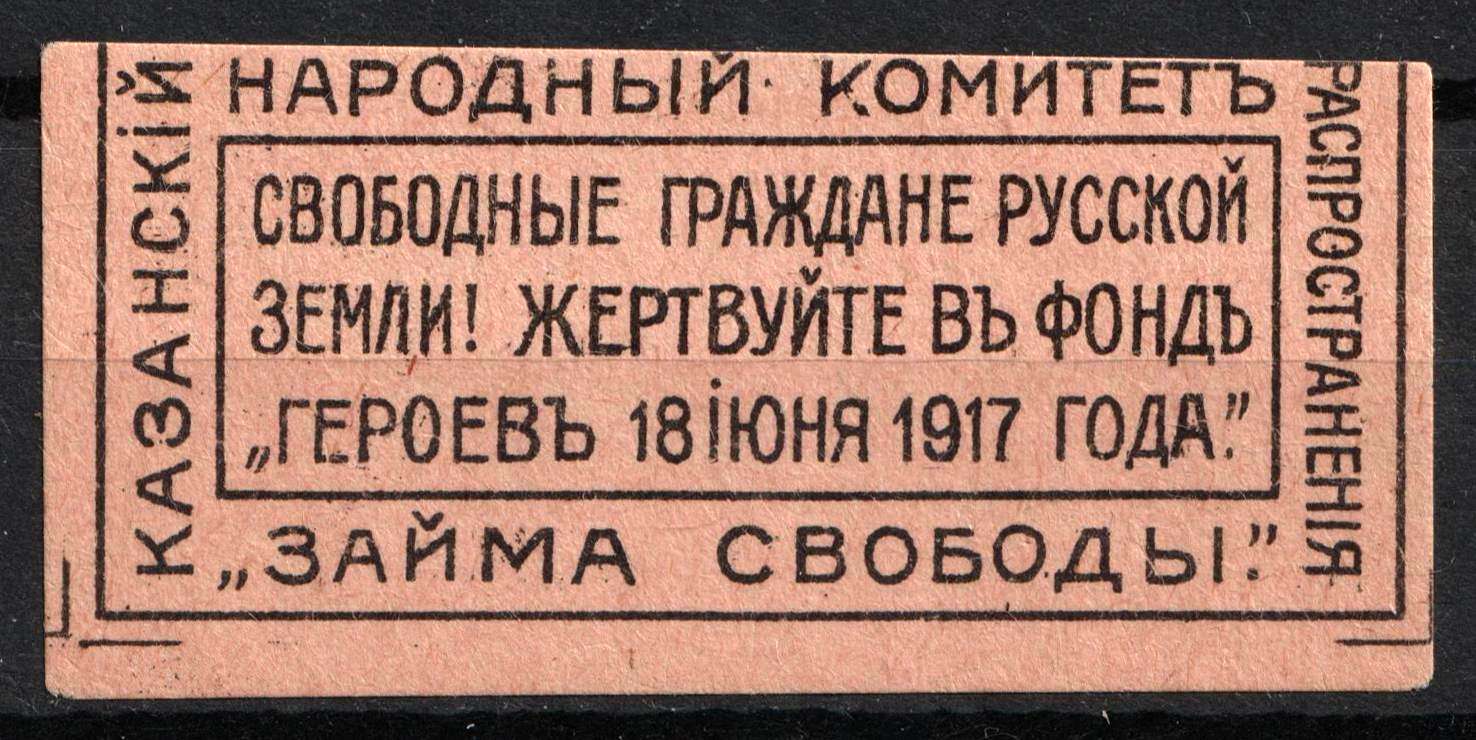 КАЗАНСКІЙ
НАРОДНЫЙ КОМИТЕТЪ
РАСПРОСТРАНЕНІЯ
„ЗАЙМА СВОБОДЫ."
СВОБОДНЫЕ ГРАЖДАНЕ РУССКОЙ
ЗЕМЛИ! ЖЕРТВУЙТЕ ВЪ ФОНДЪ
„ГЕРОЕВЪ 18 ІЮНЯ 1917 ГОДА."